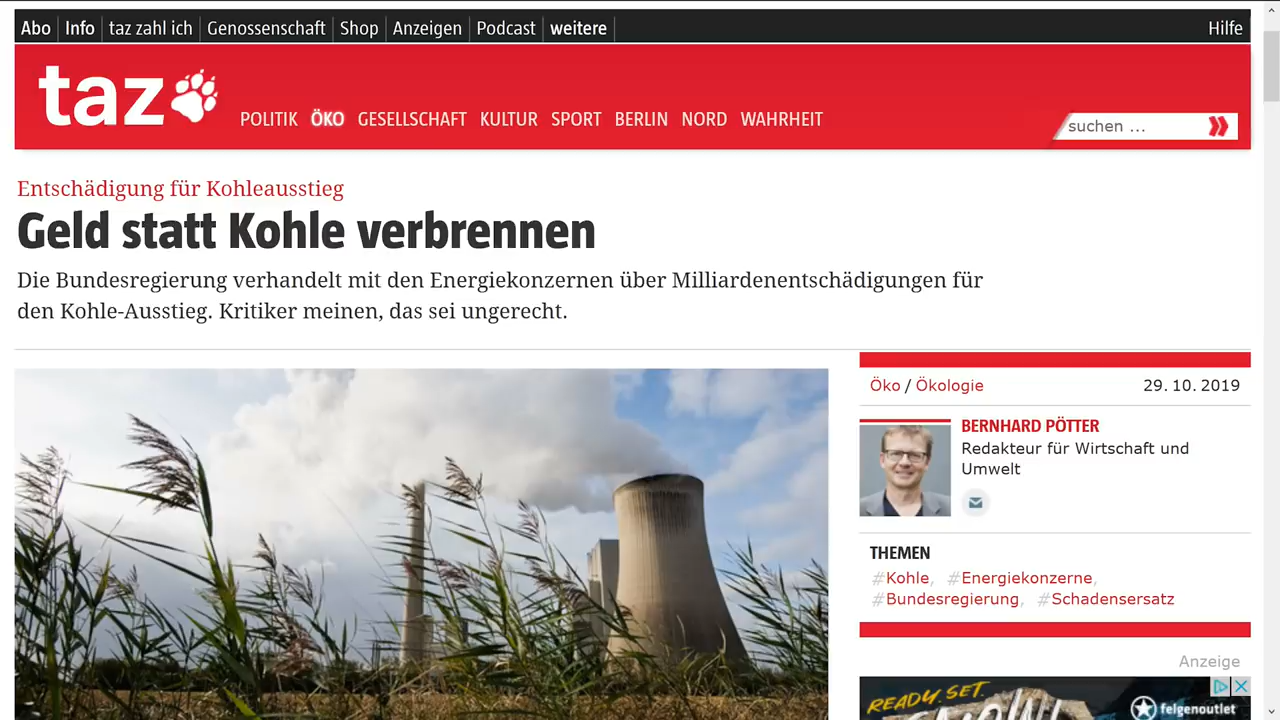 Abo Info taz zahl ich Genossenschaft Shop Anzeigen Podcast weitere Hilfe
taz
POLITIK ÖKO GESELLSCHAFT KULTUR SPORT BERLIN NORD WAHRHEIT
suchen ...
Entschädigung für Kohleausstieg
Geld statt Kohle verbrennen
Die Bundesregierung verhandelt mit den Energiekonzernen über Milliardenentschädigungen für
den Kohle-Ausstieg. Kritiker meinen, das sei ungerecht.
Öko / Ökologie 29. 10. 2019
BERNHARD PÖTTER
Redakteur für Wirtschaft und
Umwelt
THEMEN
#Kohle, #Energiekonzerne,
#Bundesregierung, #Schadensersatz
Anzeige
READY. SET.
felgenoutlet